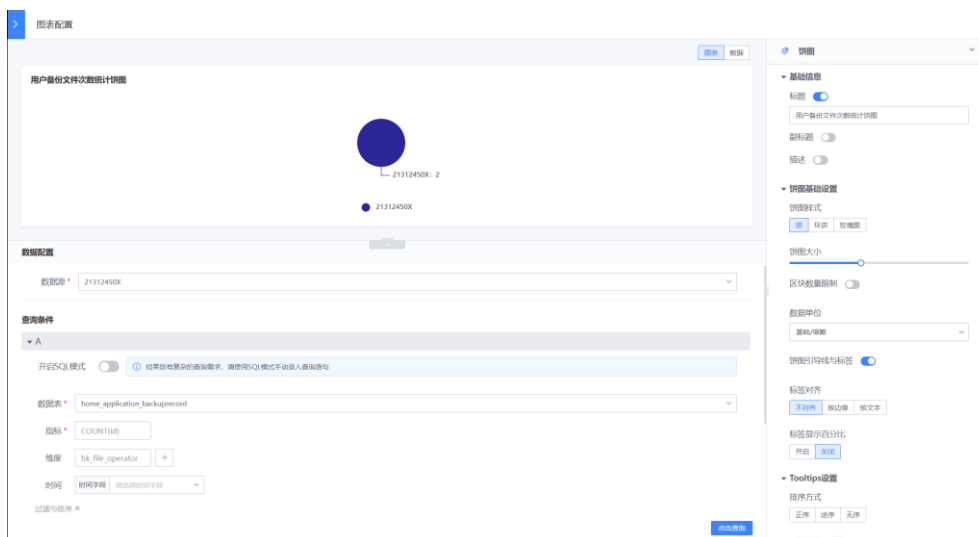 图表配置
图表 数据
用户备份文件次数统计饼图
21312450X: 2
21312450X
数据配置
数据源 * 21312450X
查询条件
A
开启SQL模式 如果您有复杂的查询需求，请使用SQL模式手动录入查询语句
数据表 * home_application_backuprecord
指标 * COUNT(id)
维度 bk_file_operator +
时间 时间字段 请选择时间字段
过滤与排序
点击查询
饼图
基础信息
标题
用户备份文件次数统计饼图
副标题
描述
饼图基础设置
饼图样式
饼 环饼 玫瑰图
饼图大小
区块数量限制
数据单位
基础/缩略
饼图引导线与标签
标签对齐
不对齐 按边缘 按文字
标签显示百分比
开启 关闭
Tooltips设置
排序方式
正序 逆序 无序